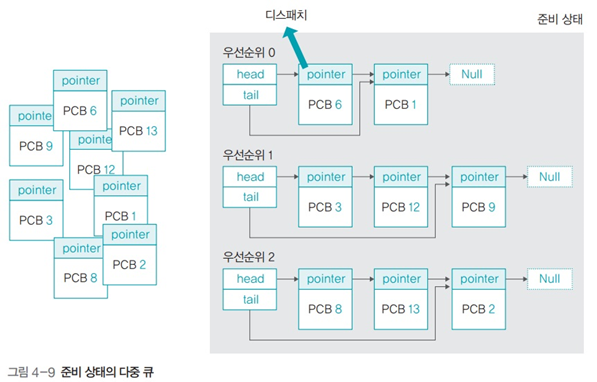 디스패치
준비 상태
pointer
PCB 6
pointer
PCB 13
pointer
PCB 9
PCB 12
pointer
PCB 3
pointer
PCB 1
pointer
PCB 8
pointer
PCB 2
우선순위 0
head
tail
pointer
PCB 6
pointer
PCB 1
Null
우선순위 1
head
tail
pointer
PCB 3
pointer
PCB 12
pointer
PCB 9
Null
우선순위 2
head
tail
pointer
PCB 8
pointer
PCB 13
pointer
PCB 2
Null
그림 4-9 준비 상태의 다중 큐